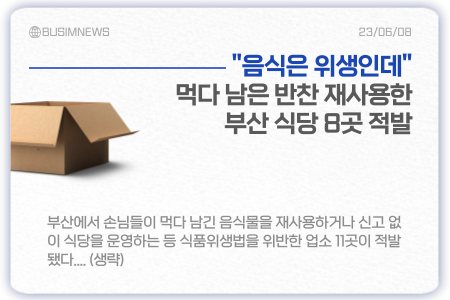 BUSIMNEWS
23/06/08
"음식은 위생인데"
먹다 남은 반찬 재사용한
부산 식당 8곳 적발
부산에서 손님들이 먹다 남긴 음식물을 재사용하거나 신고 없
이 식당을 운영하는 등 식품위생법을 위반한 업소 11곳이 적발
됐다.... (생략)